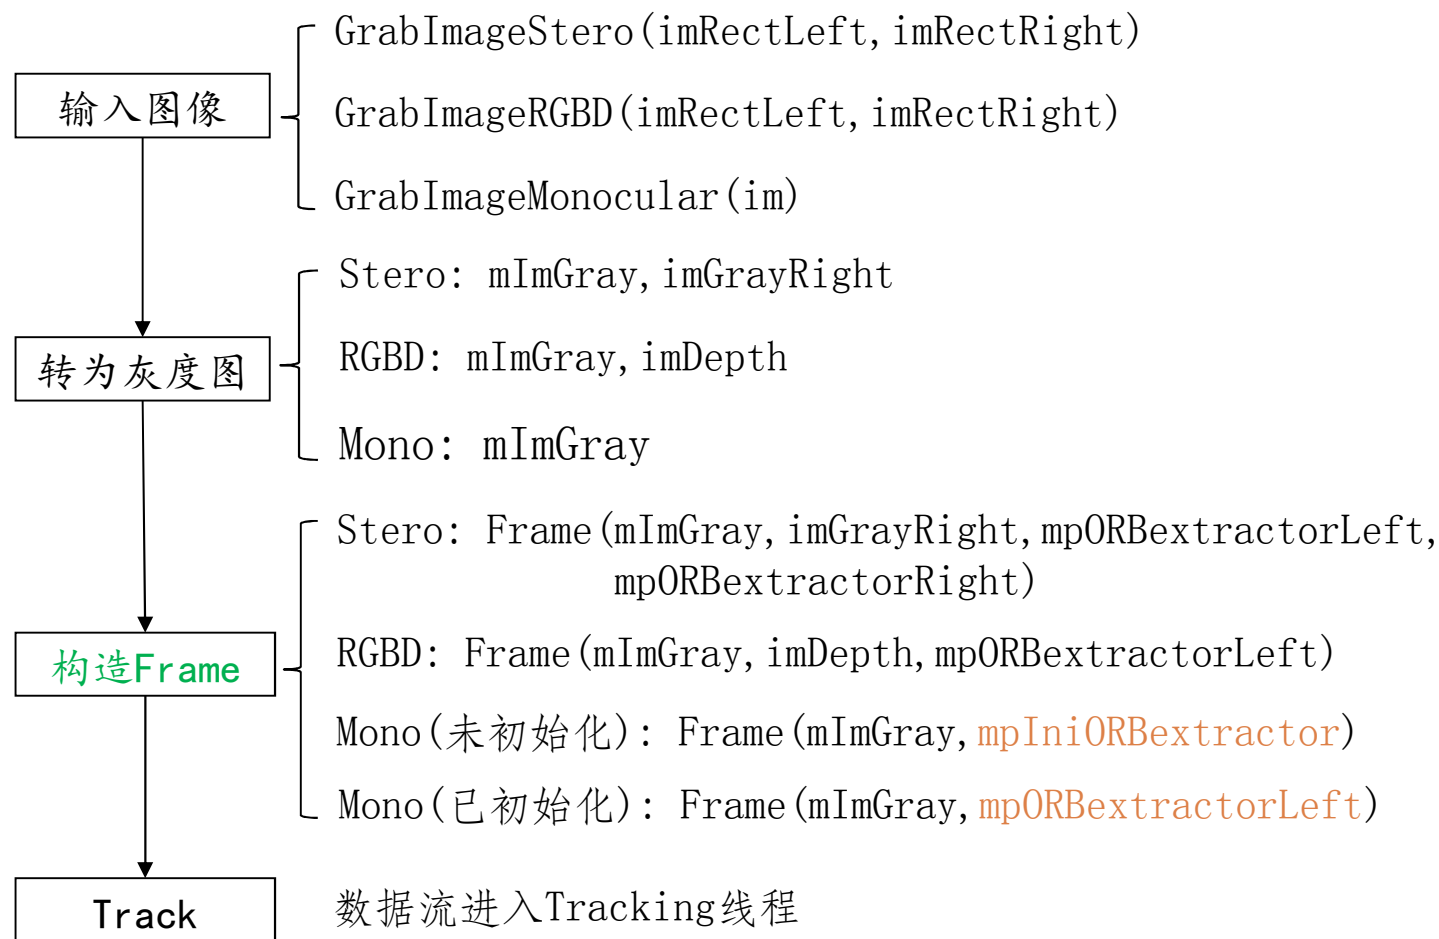 输入图像
GrabImageStero(imRectLeft,imRectRight)
GrabImageRGBD(imRectLeft,imRectRight)
GrabImageMonocular(im)
转为灰度图
Stero: mImGray,imGrayRight
RGBD: mImGray,imDepth
Mono: mImGray
构造Frame
Stero: Frame(mImGray,imGrayRight,mpORBextractorLeft,
mpORBextractorRight)
RGBD: Frame(mImGray,imDepth,mpORBextractorLeft)
Mono(未初始化): Frame(mImGray,mpIniORBextractor)
Mono(已初始化): Frame(mImGray,mpORBextractorLeft)
Track
数据流进入Tracking线程